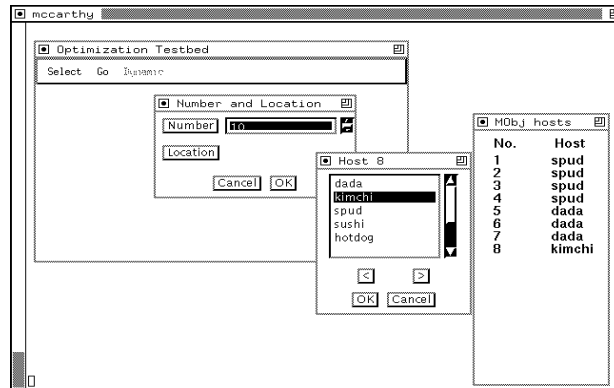 mccarthy
Optimization Testbed
Select Go Dynamic
Number and Location
Number 10
Location
Cancel OK
Host 8
dada
kimchi
spud
sushi
hotdog
< >
OK Cancel
MObj hosts
No. Host
1 spud
2 spud
3 spud
4 spud
5 dada
6 dada
7 dada
8 kimchi